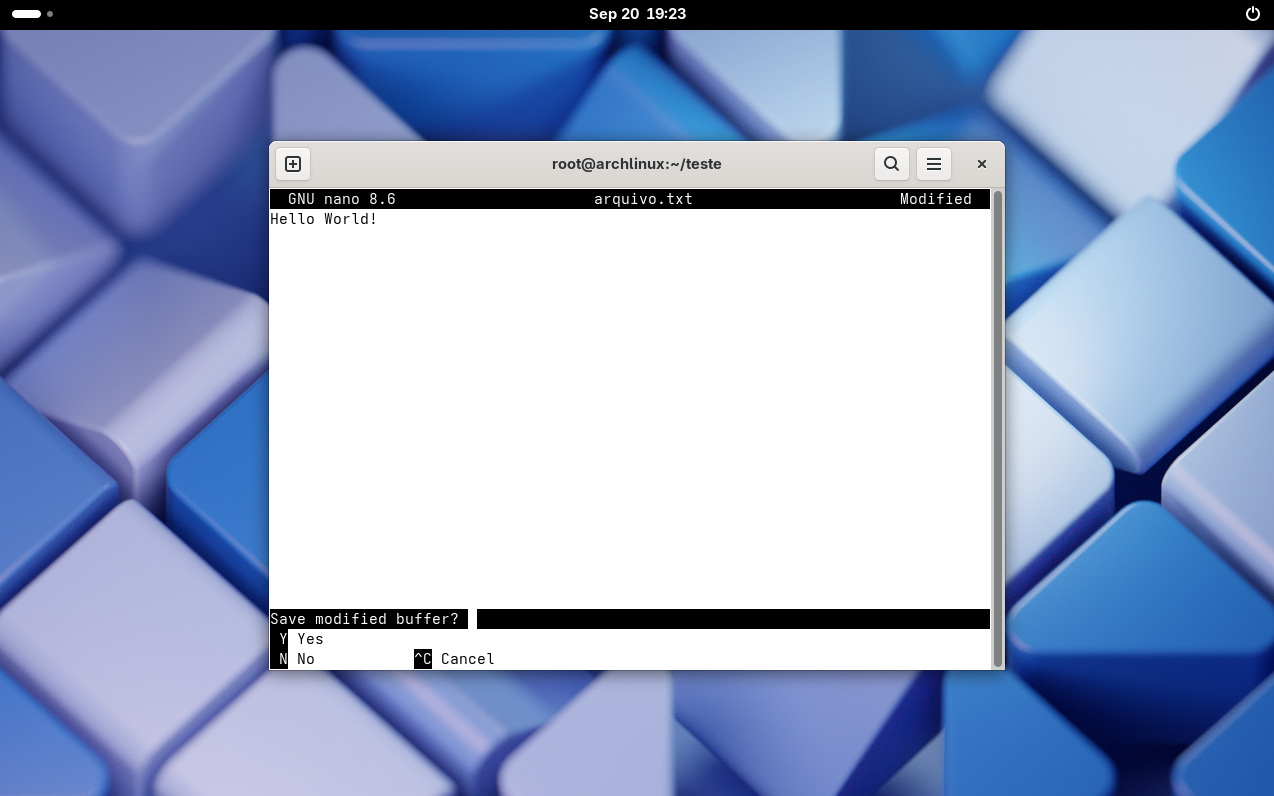 Sep 20 19:23
root@archlinux:~/teste
GNU nano 8.6 arquivo.txt Modified
Hello World!
Save modified buffer?
Y Yes
N No ^C Cancel